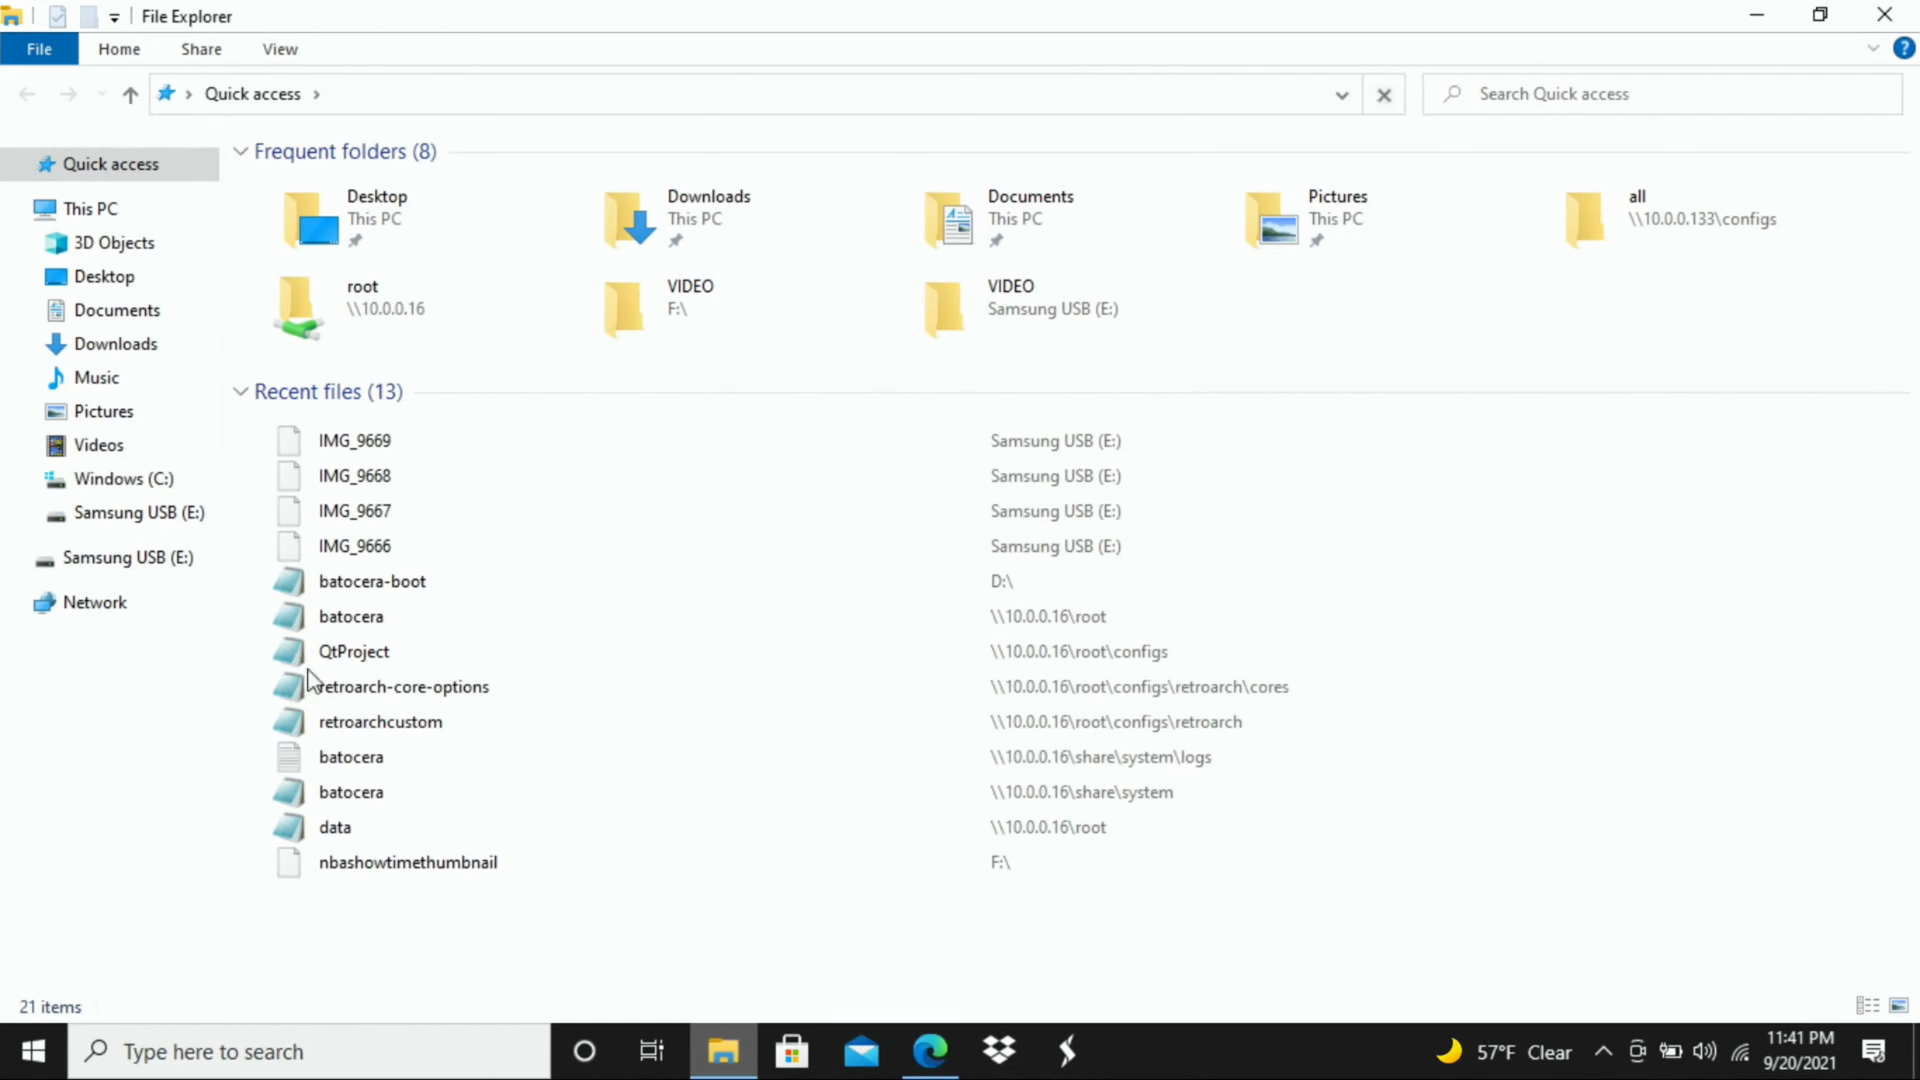 File Explorer
File Home Share View
Quick access
Search Quick access
Quick access
This PC
3D Objects
Desktop
Documents
Downloads
Music
Pictures
Videos
Windows (C:)
Samsung USB (E:)
Samsung USB (E:)
Network
Frequent folders (8)
Desktop
This PC
Downloads
This PC
Documents
This PC
Pictures
This PC
all
\\10.0.0.133\configs
root
\\10.0.0.16
VIDEO
F:\
VIDEO
Samsung USB (E:)
Recent files (13)
IMG_9669 Samsung USB (E:)
IMG_9668 Samsung USB (E:)
IMG_9667 Samsung USB (E:)
IMG_9666 Samsung USB (E:)
batocera-boot D:\
batocera \\10.0.0.16\root
QtProject \\10.0.0.16\root\configs
retroarch-core-options \\10.0.0.16\root\configs\retroarch\cores
retroarchcustom \\10.0.0.16\root\configs\retroarch
batocera \\10.0.0.16\share\system\logs
batocera \\10.0.0.16\share\system
data \\10.0.0.16\root
nbashowtimethumbnail F:\
21 items
Type here to search
57°F Clear
11:41 PM
9/20/2021